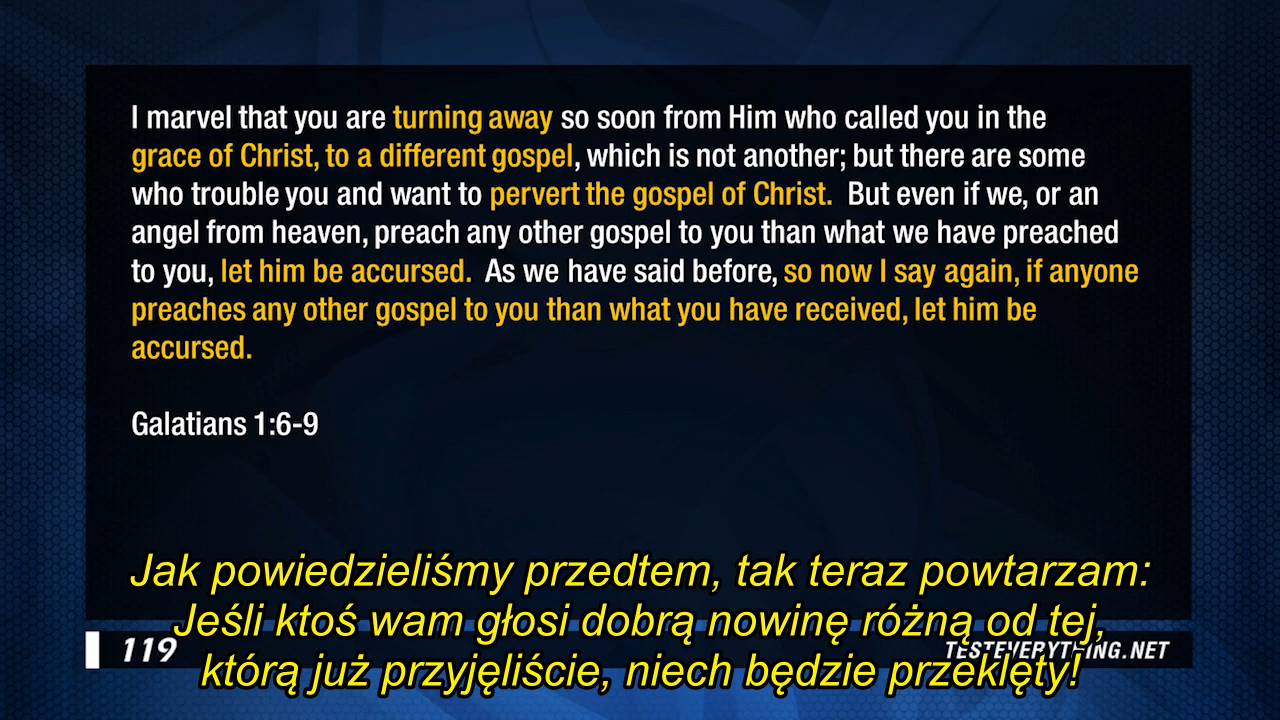 I marvel that you are turning away so soon from Him who called you in the
grace of Christ, to a different gospel, which is not another; but there are some
who trouble you and want to pervert the gospel of Christ.  But even if we, or an
angel from heaven, preach any other gospel to you than what we have preached
to you, let him be accursed.  As we have said before, so now I say again, if anyone
preaches any other gospel to you than what you have received, let him be
accursed.
Galatians 1:6-9
Jak powiedzieliśmy przedtem, tak teraz powtarzam:
Jeśli ktoś wam głosi dobrą nowinę różną od tej,
którą już przyjęliście, niech będzie przeklęty!
119
TESTEVERYTHING.NET